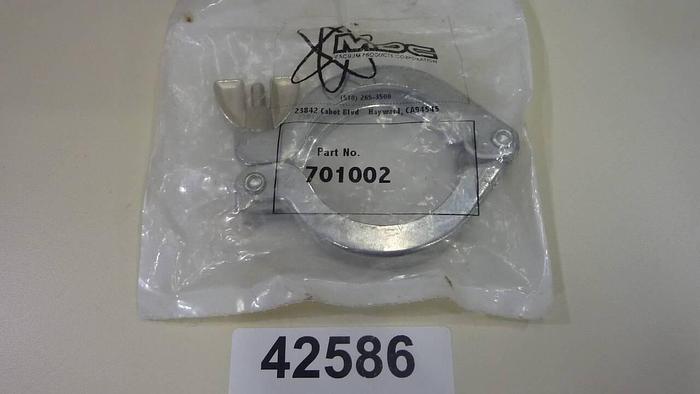 MDC
VACUUM PRODUCTS CORPORATION
(510) 265-3500
23842 Cabot Blvd Hayward, CA94545
Part No.
701002
42586